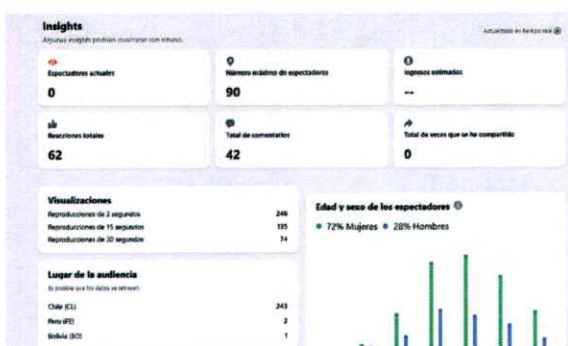 Insights
Algunas insights podrían mostrarse con retraso.
Actualizado en tiempo real
Espectadores actuales
0
Número máximo de espectadores
90
Ingresos estimados
--
Reacciones totales
62
Total de comentarios
42
Total de veces que se ha compartido
0
Visualizaciones
Reproducciones de 3 segundos 246
Reproducciones de 15 segundos
Reproducciones de 30 segundos 74
Lugar de la audiencia
Es posible que los datos se retrasen
Chile (CL) 243
Perú (PE) 2
Bolivia (BO) 1
Edad y sexo de los espectadores
72% Mujeres 28% Hombres